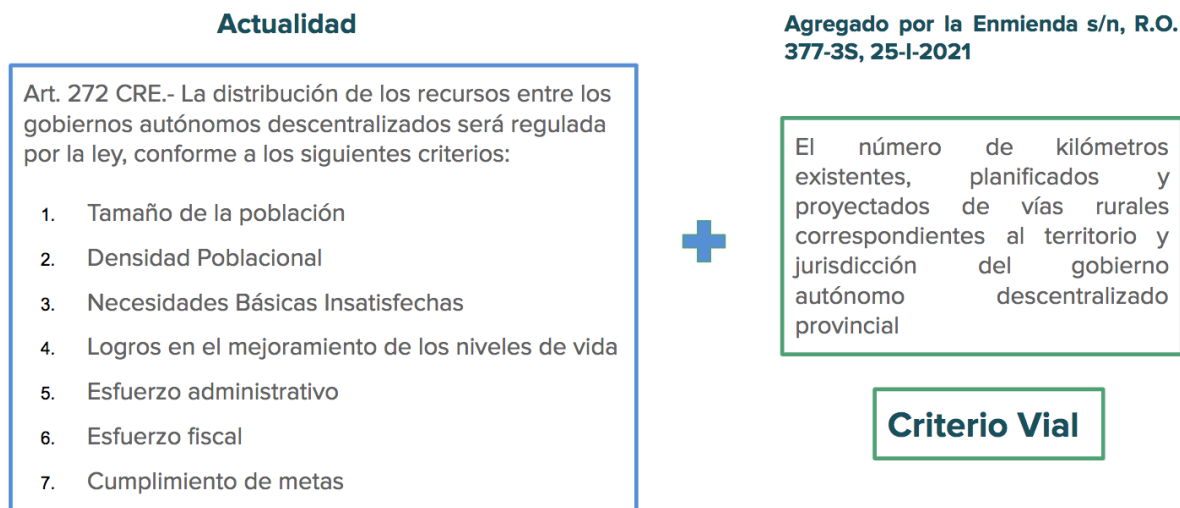 Actualidad
Art. 272 CRE.- La distribución de los recursos entre los
gobiernos autónomos descentralizados será regulada
por la ley, conforme a los siguientes criterios:
1. Tamaño de la población
2. Densidad Poblacional
3. Necesidades Básicas Insatisfechas
4. Logros en el mejoramiento de los niveles de vida
5. Esfuerzo administrativo
6. Esfuerzo fiscal
7. Cumplimiento de metas
Agregado por la Enmienda s/n, R.O.
377-3S, 25-I-2021
El número de kilómetros
existentes, planificados y
proyectados de vías rurales
correspondientes al territorio y
jurisdicción del gobierno
autónomo descentralizado
provincial
Criterio Vial